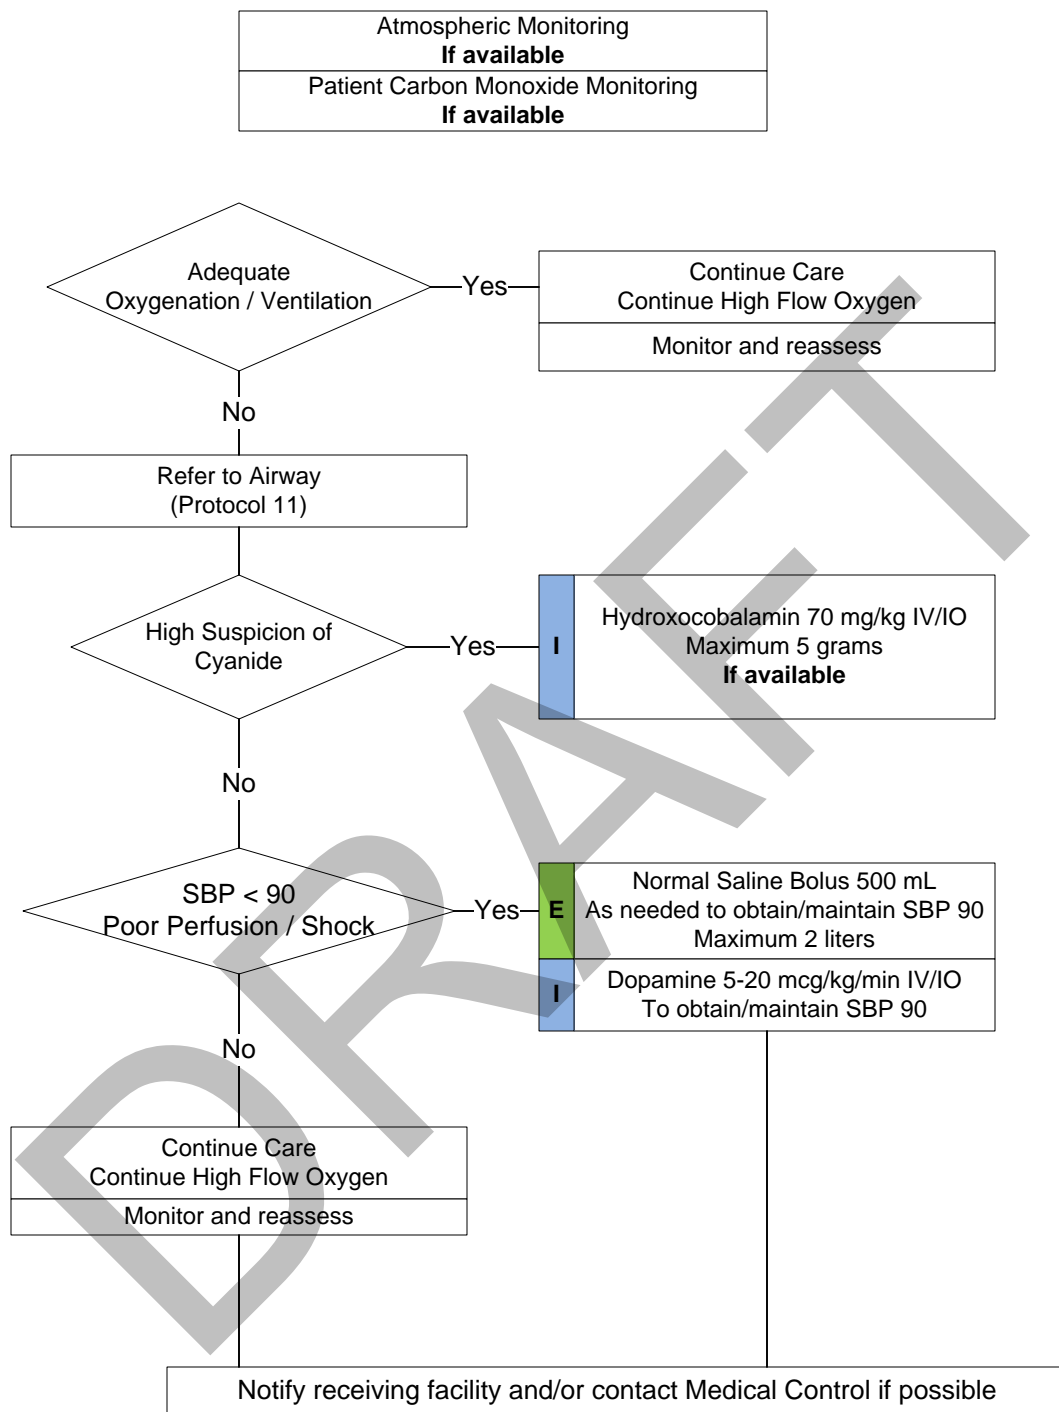 Atmospheric Monitoring
If available
Patient Carbon Monoxide Monitoring
If available
Adequate
Oxygenation / Ventilation
Yes
Continue Care
Continue High Flow Oxygen
Monitor and reassess
No
Refer to Airway
(Protocol 11)
High Suspicion of
Cyanide
Yes
I
Hydroxocobalamin 70 mg/kg IV/IO
Maximum 5 grams
If available
No
SBP < 90
Poor Perfusion / Shock
Yes
E
Normal Saline Bolus 500 mL
As needed to obtain/maintain SBP 90
Maximum 2 liters
I
Dopamine 5-20 mcg/kg/min IV/IO
To obtain/maintain SBP 90
No
Continue Care
Continue High Flow Oxygen
Monitor and reassess
Notify receiving facility and/or contact Medical Control if possible
DRAFT